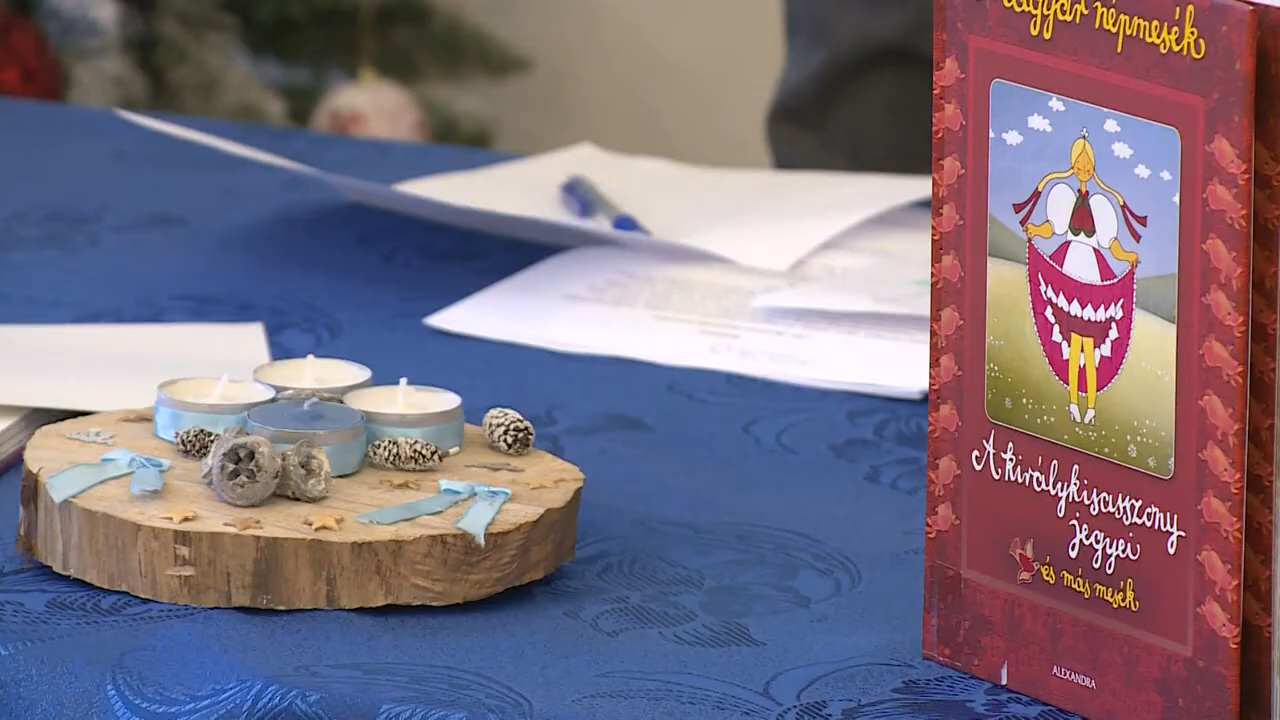 Magyar népmesék
A királykisasszony
jegyei
és más mesék
ALEXANDRA